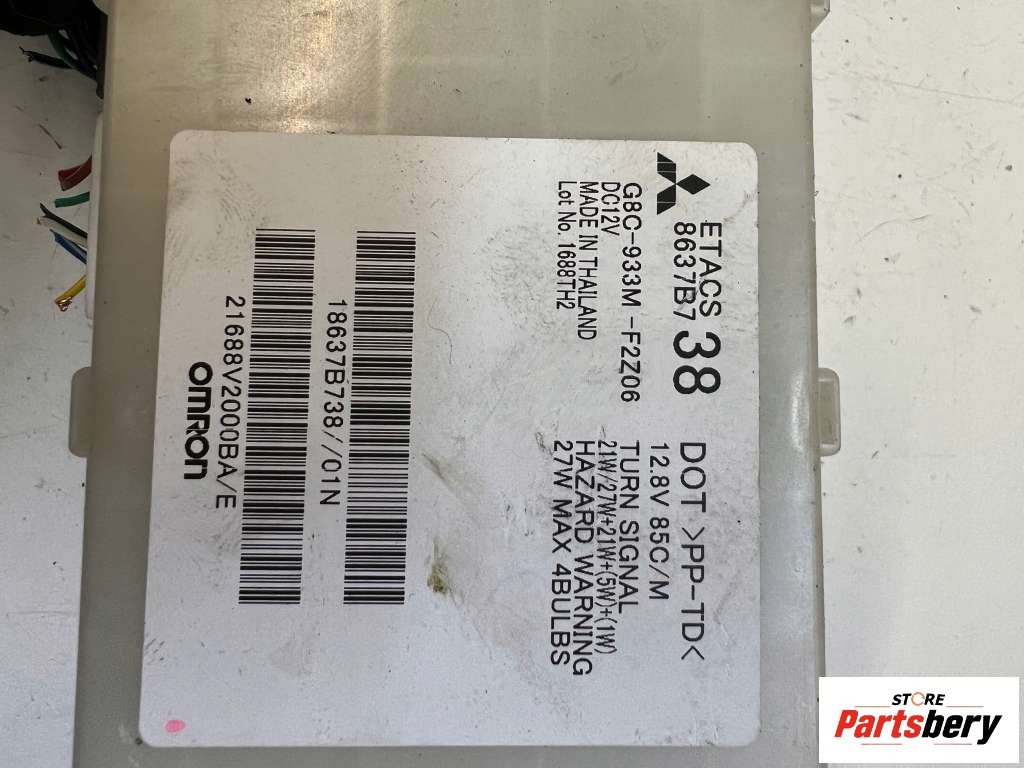 ETACS
8637B7 38
G8C-933M -F2Z06
DC12V
MADE IN THAILAND
Lot No. 1688TH2
DOT >PP-TD<
12.8V 85C/M
TURN SIGNAL
21W/27W+21W+(5W)+(1W)
HAZARD WARNING
27W MAX 4BULBS
18637B738//01N
21688V2000BA/E
OMRON
STORE
Partsbery